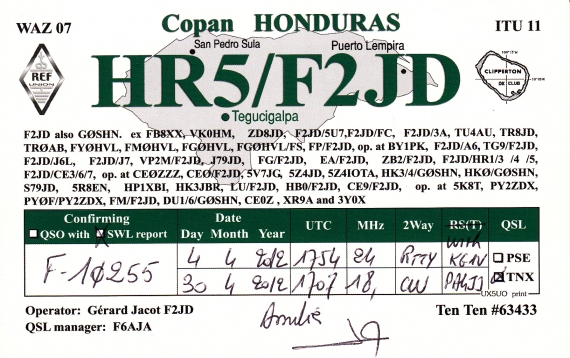 WAZ 07
Copan HONDURAS
ITU 11
San Pedro Sula
Puerto Lempira
REF
UNION
HR5/F2JD
CLIPPERTON
DX CLUB
Tegucigalpa
F2JD also GØSHN. ex FB8XX, VKØHM, ZD8JD, F2JD/5U7,F2JD/FC, F2JD/3A, TU4AU, TR8JD,
TRØAB, FYØHVL, FMØHVL, FGØHVL, FGØHVL/FS, FP/F2JD, op. at BY1PK, F2JD/A6, TG9/F2JD,
F2JD/J6L, F2JD/J7, VP2M/F2JD, J79JD, FG/F2JD, EA/F2JD, ZB2/F2JD, F2JD/HR1/3 /4 /5,
F2JD/CE3/6/7, op. at CEØZZZ, CEØ/F2JD, 5V7JG, 5Z4JD, 5Z4IOTA, HK3/4/GØSHN, HKØ/GØSHN,
S79JD, 5R8EN, HP1XBI, HK3JBR, LU/F2JD, HB0/F2JD, CE9/F2JD, op. at 5K8T, PY2ZDX,
PYØF/PY2ZDX, FM/F2JD, DU1/6/GØSHN, CE0Z , XR9A and 3Y0X
Confirming
QSO with SWL report
Date
Day Month Year
UTC
MHz
2Way
RS(T)
with
QSL
F-1Ø255
4 4 2012 1754 24 RTTY KG1V
PSE
30 4 2012 1707 18, CW PA4JJ
TNX
UX5UO print
Operator: Gérard Jacot F2JD
Amitié
Ten Ten #63433
QSL manager: F6AJA